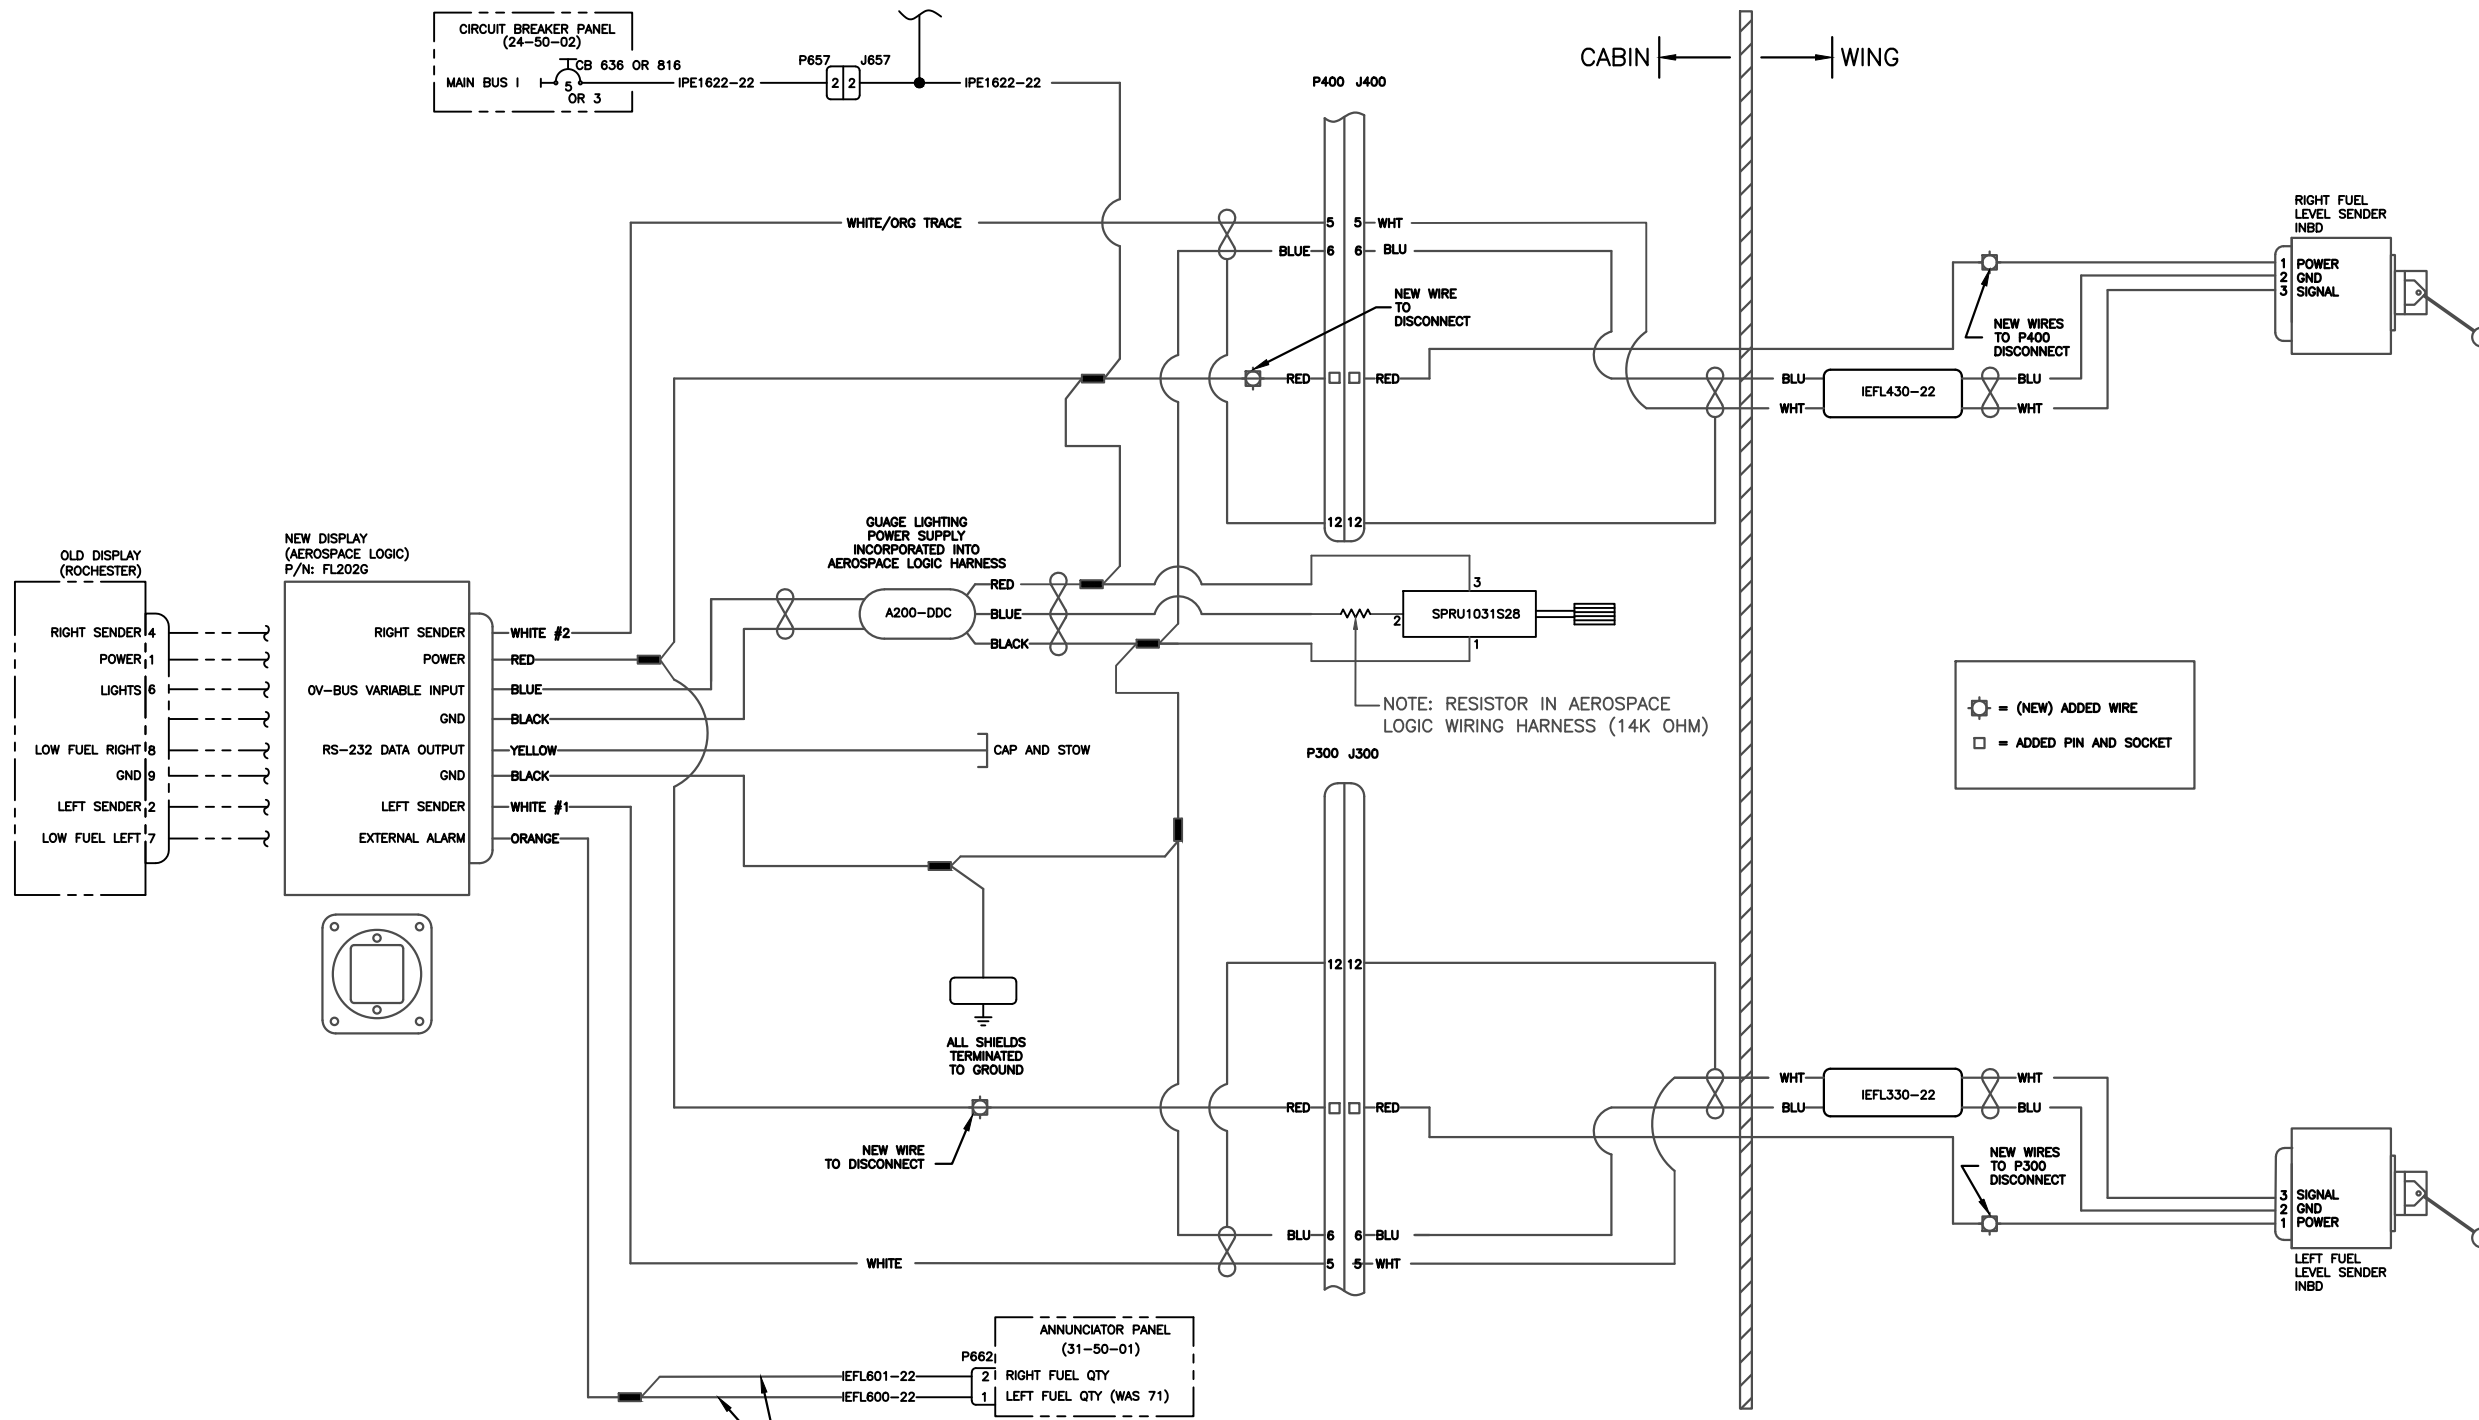 CIRCUIT BREAKER PANEL
(24-50-02)
CB 636 OR 816
MAIN BUS I
5
OR 3
IPE1622-22
P657
J657
2
2
IPE1622-22
P400 J400
CABIN
WING
WHITE/ORG TRACE
5
5
WHT
BLUE
6
6
BLU
NEW WIRE
TO
DISCONNECT
RED
RED
12
12
RIGHT FUEL
LEVEL SENDER
INBD
1
POWER
2
GND
3
SIGNAL
NEW WIRES
TO P400
DISCONNECT
BLU
WHT
IEFL430-22
BLU
WHT
OLD DISPLAY
(ROCHESTER)
RIGHT SENDER 4
POWER 1
LIGHTS 6
LOW FUEL RIGHT 8
GND 9
LEFT SENDER 2
LOW FUEL LEFT 7
NEW DISPLAY
(AEROSPACE LOGIC)
P/N: FL202G
RIGHT SENDER
POWER
0V-BUS VARIABLE INPUT
GND
RS-232 DATA OUTPUT
GND
LEFT SENDER
EXTERNAL ALARM
WHITE #2
RED
BLUE
BLACK
YELLOW
BLACK
WHITE #1
ORANGE
GUAGE LIGHTING
POWER SUPPLY
INCORPORATED INTO
AEROSPACE LOGIC HARNESS
A200-DDC
RED
BLUE
BLACK
3
2
SPRU1031S28
1
NOTE: RESISTOR IN AEROSPACE
LOGIC WIRING HARNESS (14K OHM)
CAP AND STOW
P300 J300
= (NEW) ADDED WIRE
= ADDED PIN AND SOCKET
ALL SHIELDS
TERMINATED
TO GROUND
12
12
NEW WIRE
TO DISCONNECT
RED
RED
BLU
6
6
BLU
WHITE
5
5
WHT
WHT
BLU
IEFL330-22
WHT
BLU
NEW WIRES
TO P300
DISCONNECT
3
SIGNAL
2
GND
1
POWER
LEFT FUEL
LEVEL SENDER
INBD
ANNUNCIATOR PANEL
(31-50-01)
P662
IEFL601-22
2
RIGHT FUEL QTY
IEFL600-22
1
LEFT FUEL QTY (WAS 71)